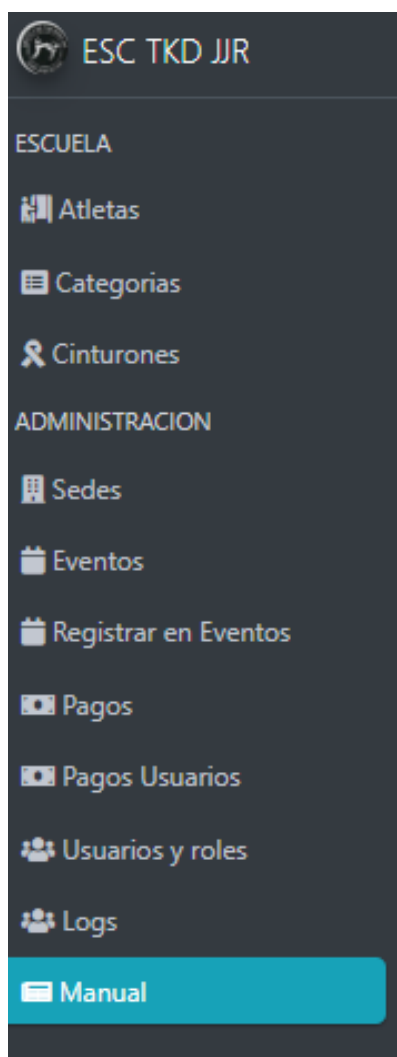 ESC TKD JJR
ESCUELA
Atletas
Categorias
Cinturones
ADMINISTRACION
Sedes
Eventos
Registrar en Eventos
Pagos
Pagos Usuarios
Usuarios y roles
Logs
Manual